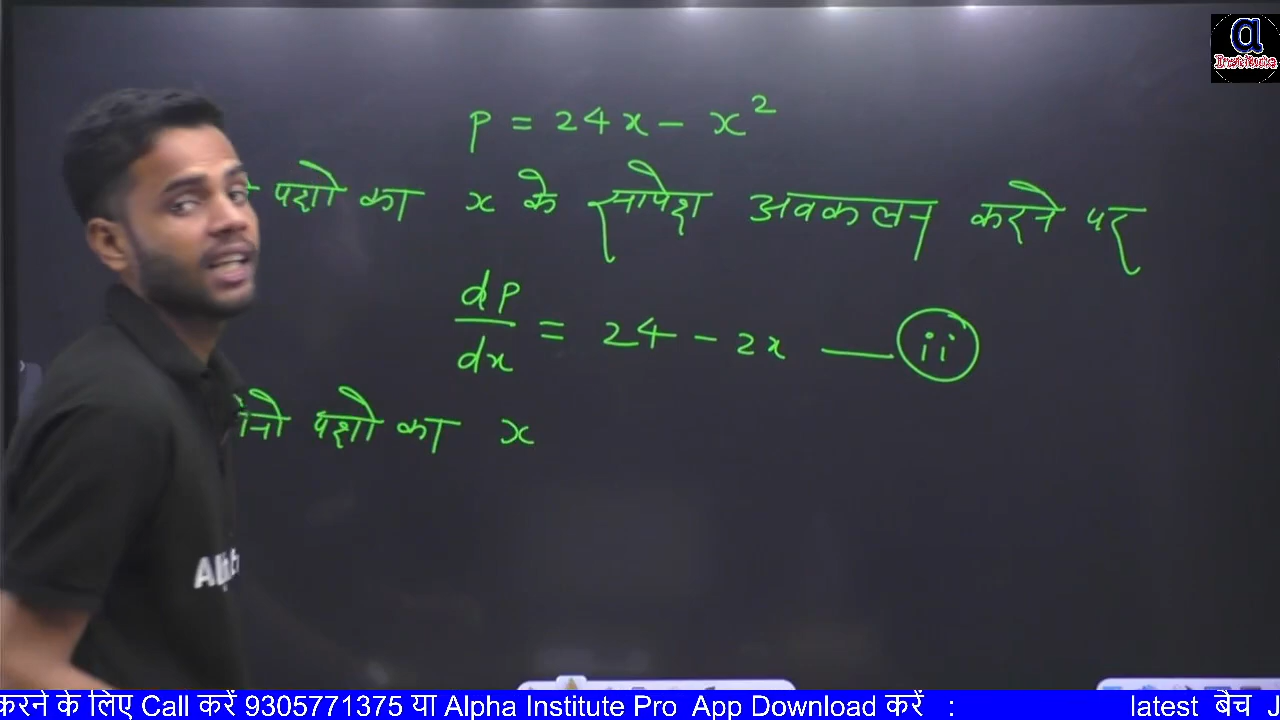 a
Institute
P = 24x - x²
पक्षो का x के सापेक्ष अवकलन करने पर
dP/dx = 24 - 2x — ii
पक्षो का x
करने के लिए Call करें 9305771375 या Alpha Institute Pro App Download करें : latest बैच